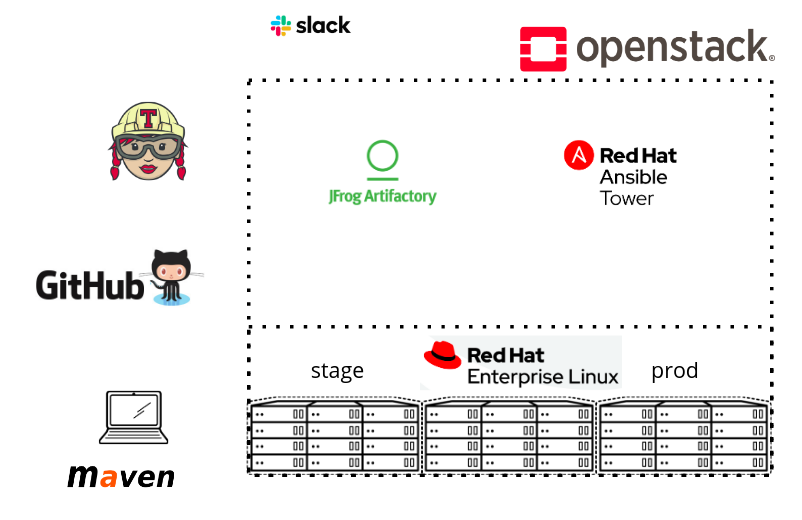 slack
openstack®
T
JFrog Artifactory
Red Hat
Ansible
Tower
GitHub
stage
Red Hat
Enterprise Linux
prod
maven